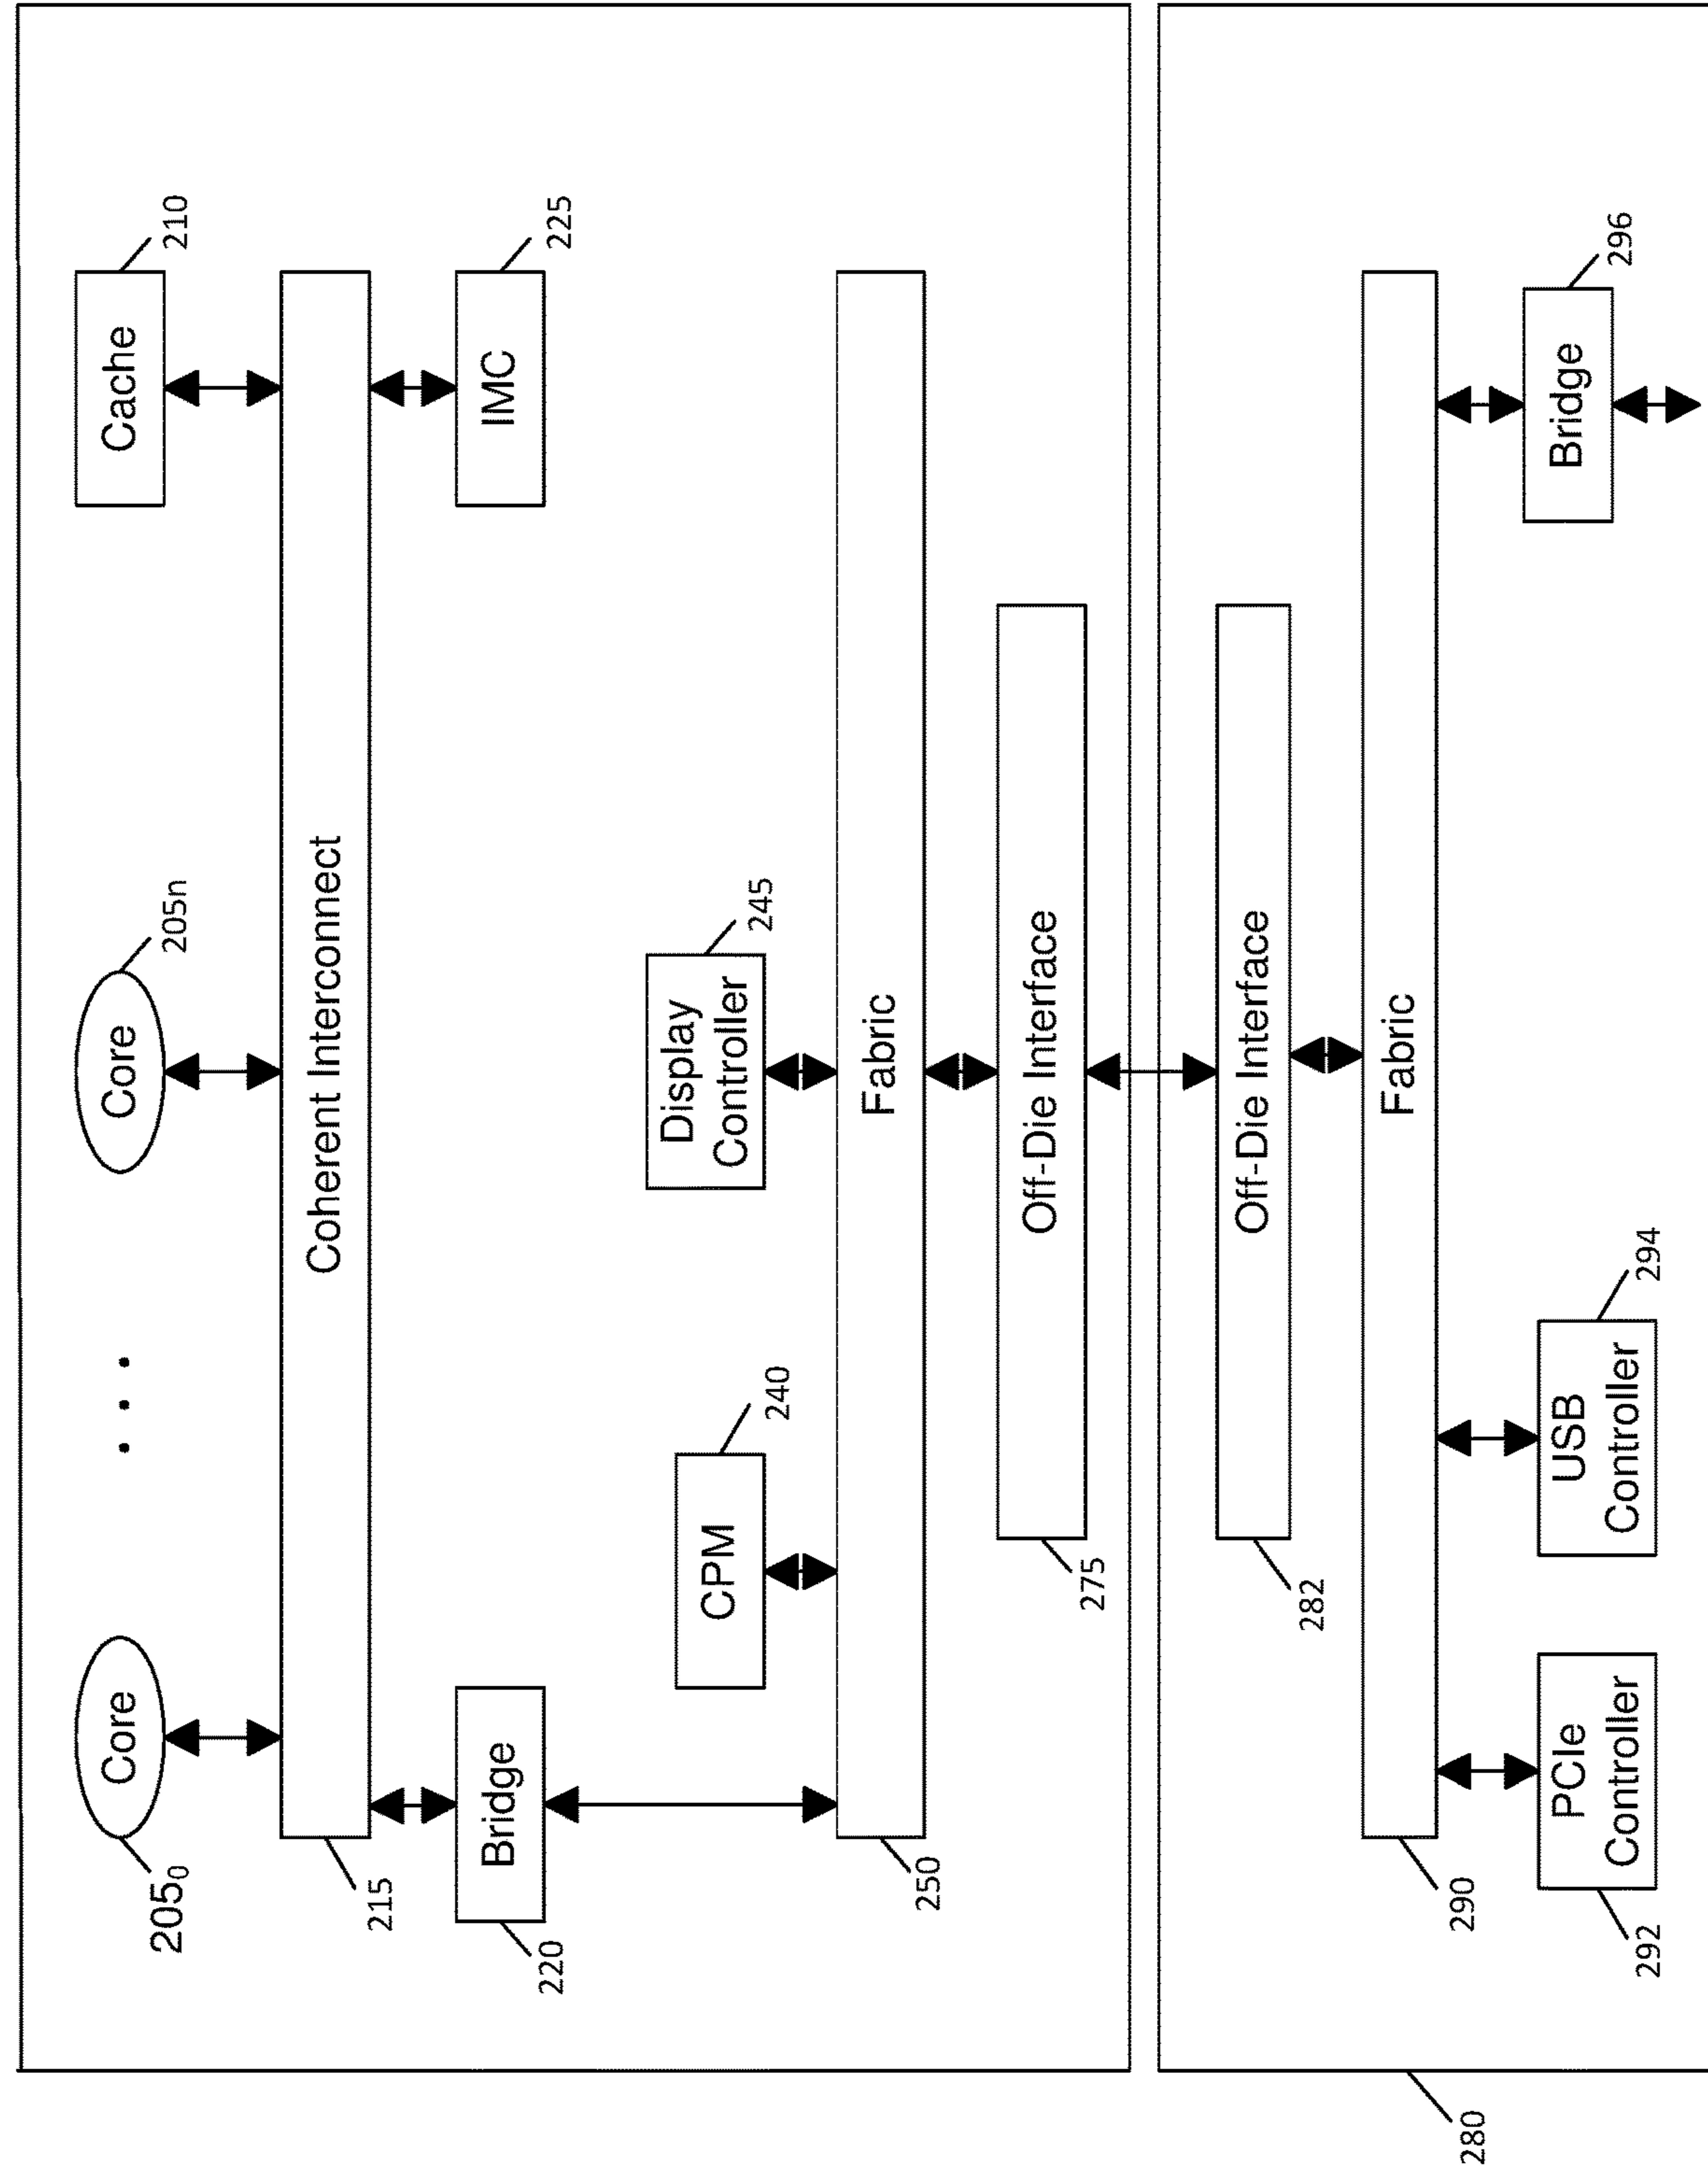 Core
205₀
. . .
Core
205n
Cache
210
Coherent Interconnect
215
Bridge
220
IMC
225
CPM
240
Display
Controller
245
Fabric
250
Off-Die Interface
275
Off-Die Interface
282
Fabric
290
PCIe
Controller
292
USB
Controller
294
Bridge
296
280